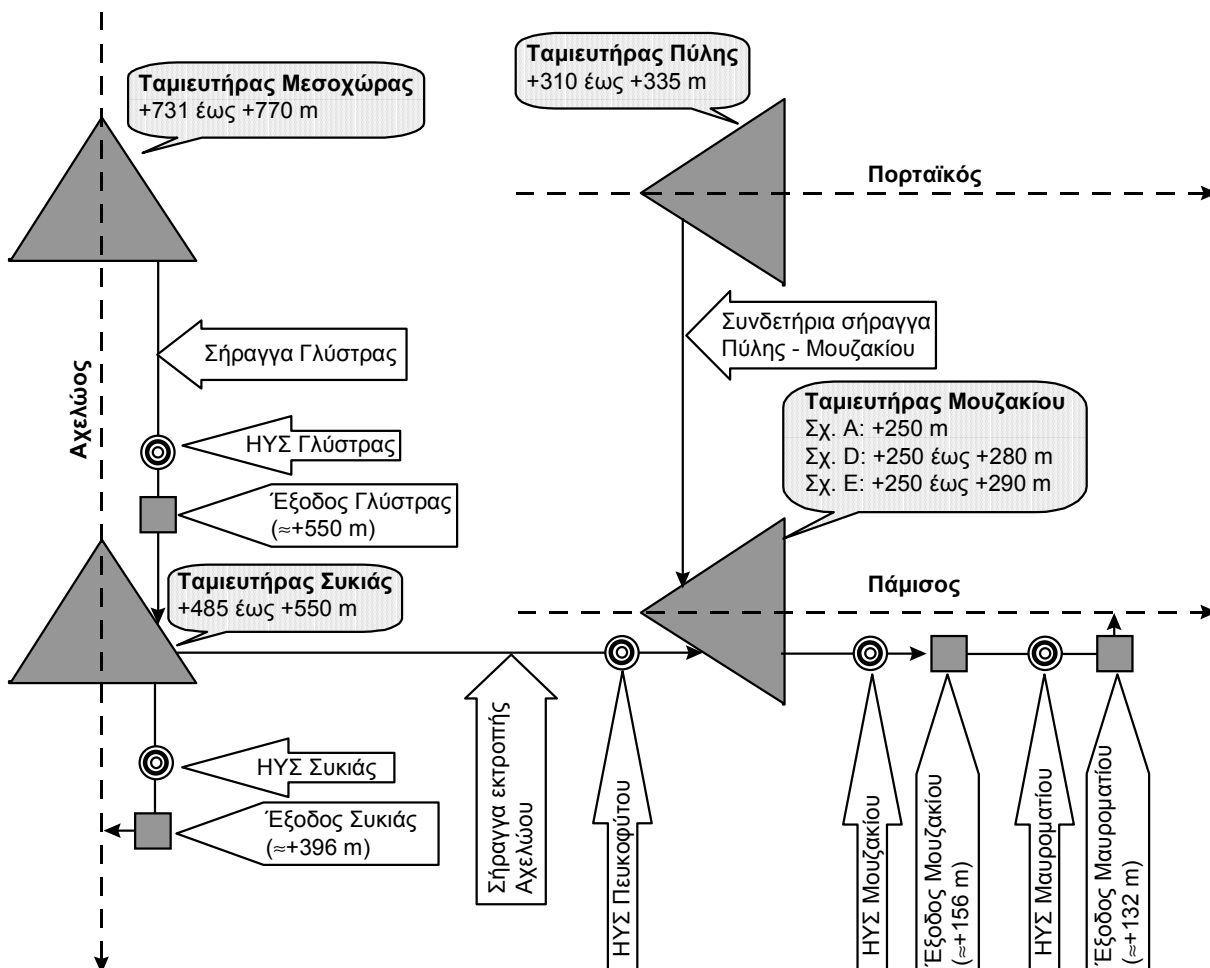 Ταμιευτήρας Μεσοχώρας
+731 έως +770 m
Ταμιευτήρας Πύλης
+310 έως +335 m
Πορταϊκός
Αχελώος
Σήραγγα Γλύστρας
Συνδετήρια σήραγγα
Πύλης - Μουζακίου
Ταμιευτήρας Μουζακίου
Σχ. A: +250 m
Σχ. D: +250 έως +280 m
Σχ. E: +250 έως +290 m
ΗΥΣ Γλύστρας
Έξοδος Γλύστρας
(≈+550 m)
Ταμιευτήρας Συκιάς
+485 έως +550 m
Πάμισος
ΗΥΣ Συκιάς
Έξοδος Συκιάς
(≈+396 m)
Σήραγγα εκτροπής
Αχελώου
ΗΥΣ Πευκοφύτου
ΗΥΣ Μουζακίου
Έξοδος Μουζακίου
(≈+156 m)
ΗΥΣ Μαυροματίου
Έξοδος Μαυροματίου
(≈+132 m)